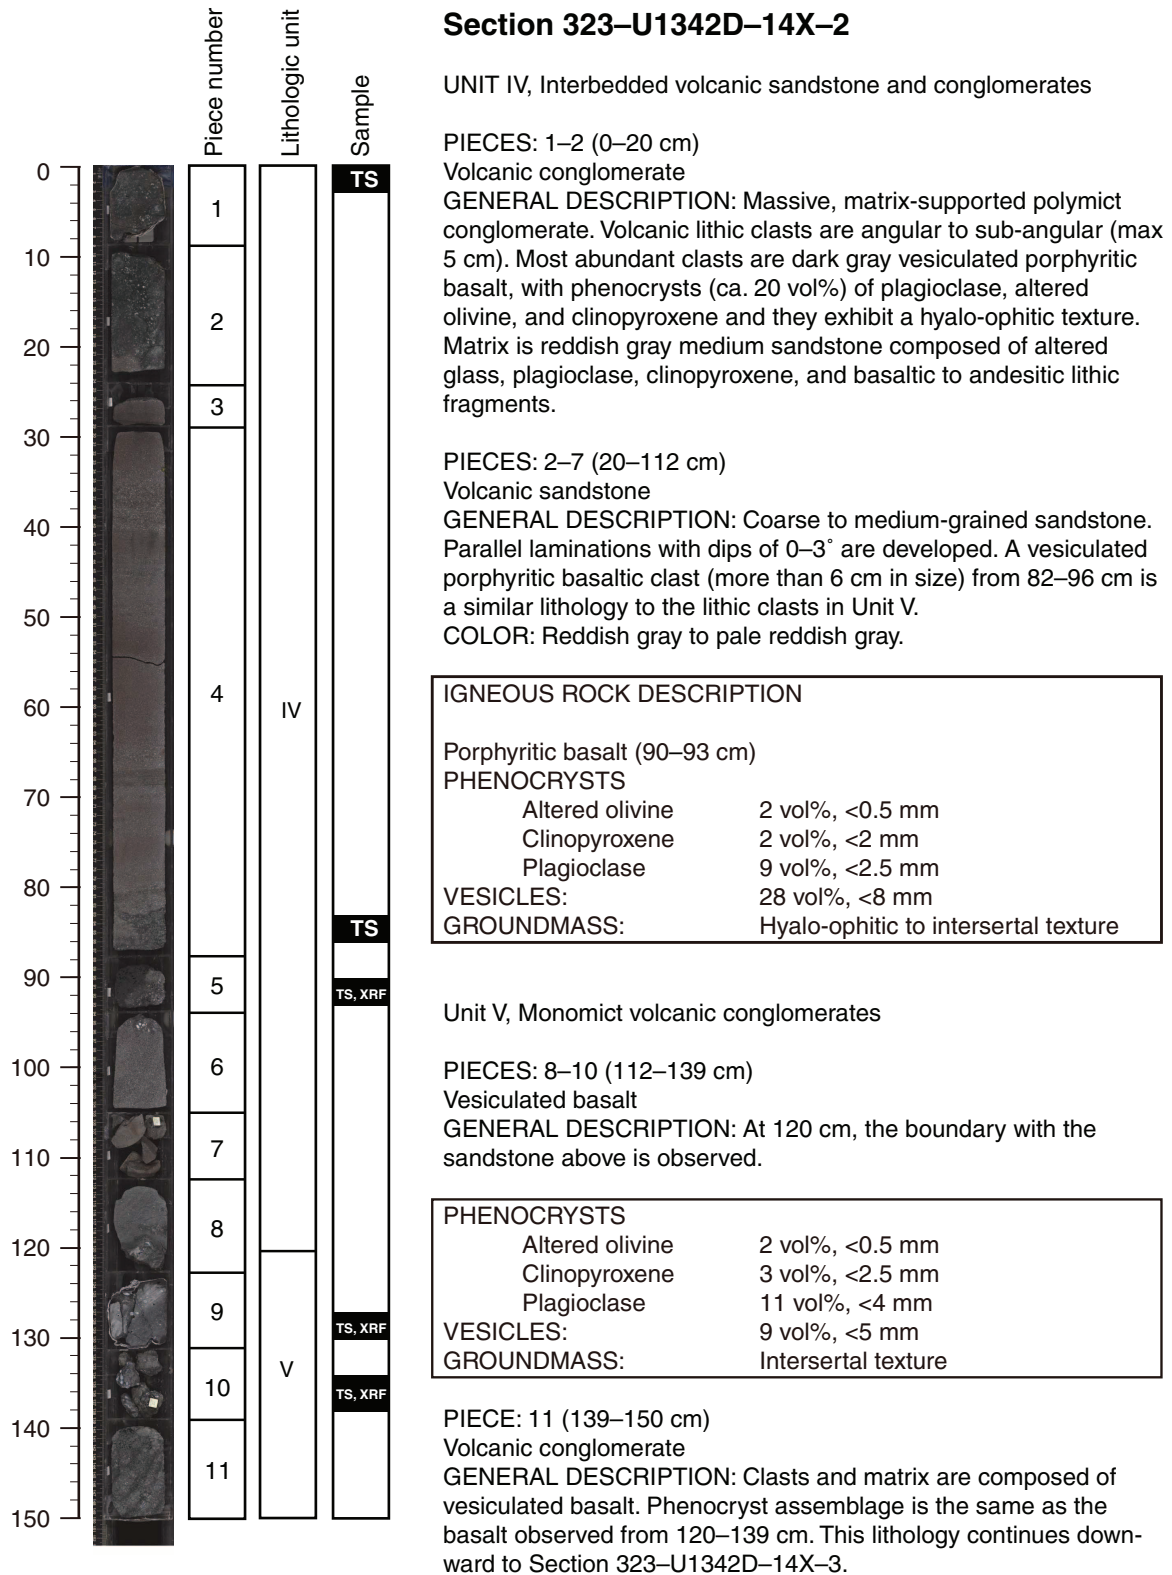 Section 323–U1342D–14X–2
Piece number
Lithologic unit
Sample
UNIT IV, Interbedded volcanic sandstone and conglomerates
PIECES: 1–2 (0–20 cm)
Volcanic conglomerate
GENERAL DESCRIPTION: Massive, matrix-supported polymict
conglomerate. Volcanic lithic clasts are angular to sub-angular (max
5 cm). Most abundant clasts are dark gray vesiculated porphyritic
basalt, with phenocrysts (ca. 20 vol%) of plagioclase, altered
olivine, and clinopyroxene and they exhibit a hyalo-ophitic texture.
Matrix is reddish gray medium sandstone composed of altered
glass, plagioclase, clinopyroxene, and basaltic to andesitic lithic
fragments.
PIECES: 2–7 (20–112 cm)
Volcanic sandstone
GENERAL DESCRIPTION: Coarse to medium-grained sandstone.
Parallel laminations with dips of 0–3˚ are developed. A vesiculated
porphyritic basaltic clast (more than 6 cm in size) from 82–96 cm is
a similar lithology to the lithic clasts in Unit V.
COLOR: Reddish gray to pale reddish gray.
IGNEOUS ROCK DESCRIPTION
Porphyritic basalt (90–93 cm)
PHENOCRYSTS
Altered olivine 2 vol%, <0.5 mm
Clinopyroxene 2 vol%, <2 mm
Plagioclase 9 vol%, <2.5 mm
VESICLES: 28 vol%, <8 mm
GROUNDMASS: Hyalo-ophitic to intersertal texture
Unit V, Monomict volcanic conglomerates
PIECES: 8–10 (112–139 cm)
Vesiculated basalt
GENERAL DESCRIPTION: At 120 cm, the boundary with the
sandstone above is observed.
PHENOCRYSTS
Altered olivine 2 vol%, <0.5 mm
Clinopyroxene 3 vol%, <2.5 mm
Plagioclase 11 vol%, <4 mm
VESICLES: 9 vol%, <5 mm
GROUNDMASS: Intersertal texture
PIECE: 11 (139–150 cm)
Volcanic conglomerate
GENERAL DESCRIPTION: Clasts and matrix are composed of
vesiculated basalt. Phenocryst assemblage is the same as the
basalt observed from 120–139 cm. This lithology continues down-
ward to Section 323–U1342D–14X–3.
0
10
20
30
40
50
60
70
80
90
100
110
120
130
140
150
1
2
3
4
5
6
7
8
9
10
11
IV
V
TS
TS
TS, XRF
TS, XRF
TS, XRF